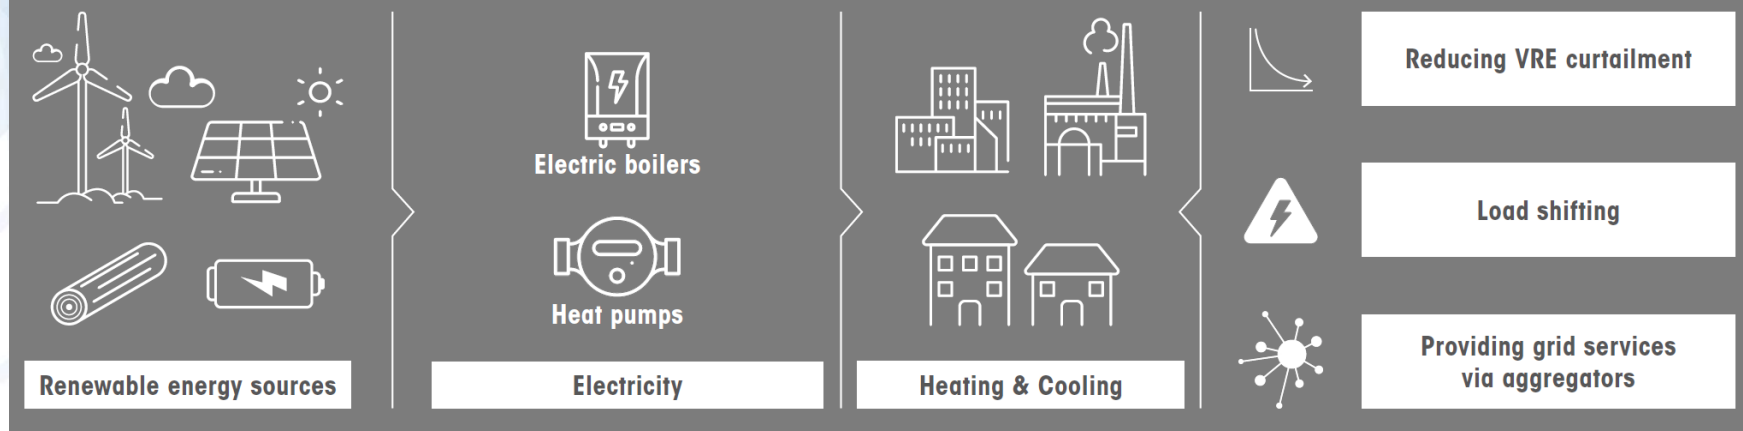 Electric boilers
Heat pumps
Renewable energy sources
Electricity
Heating & Cooling
Reducing VRE curtailment
Load shifting
Providing grid services
via aggregators